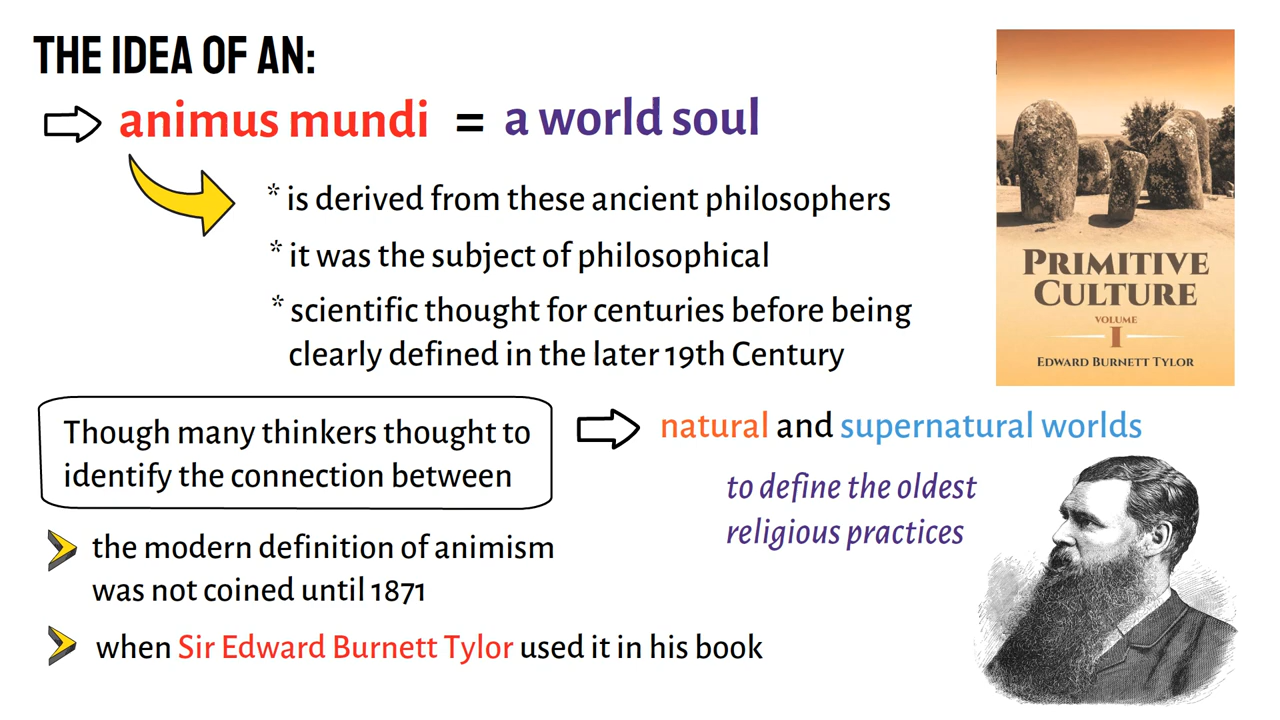 THE IDEA OF AN:
animus mundi = a world soul
* is derived from these ancient philosophers
* it was the subject of philosophical
* scientific thought for centuries before being
clearly defined in the later 19th Century
PRIMITIVE
CULTURE
VOLUME
I
EDWARD BURNETT TYLOR
Though many thinkers thought to
identify the connection between
natural and supernatural worlds
to define the oldest
religious practices
the modern definition of animism
was not coined until 1871
when Sir Edward Burnett Tylor used it in his book